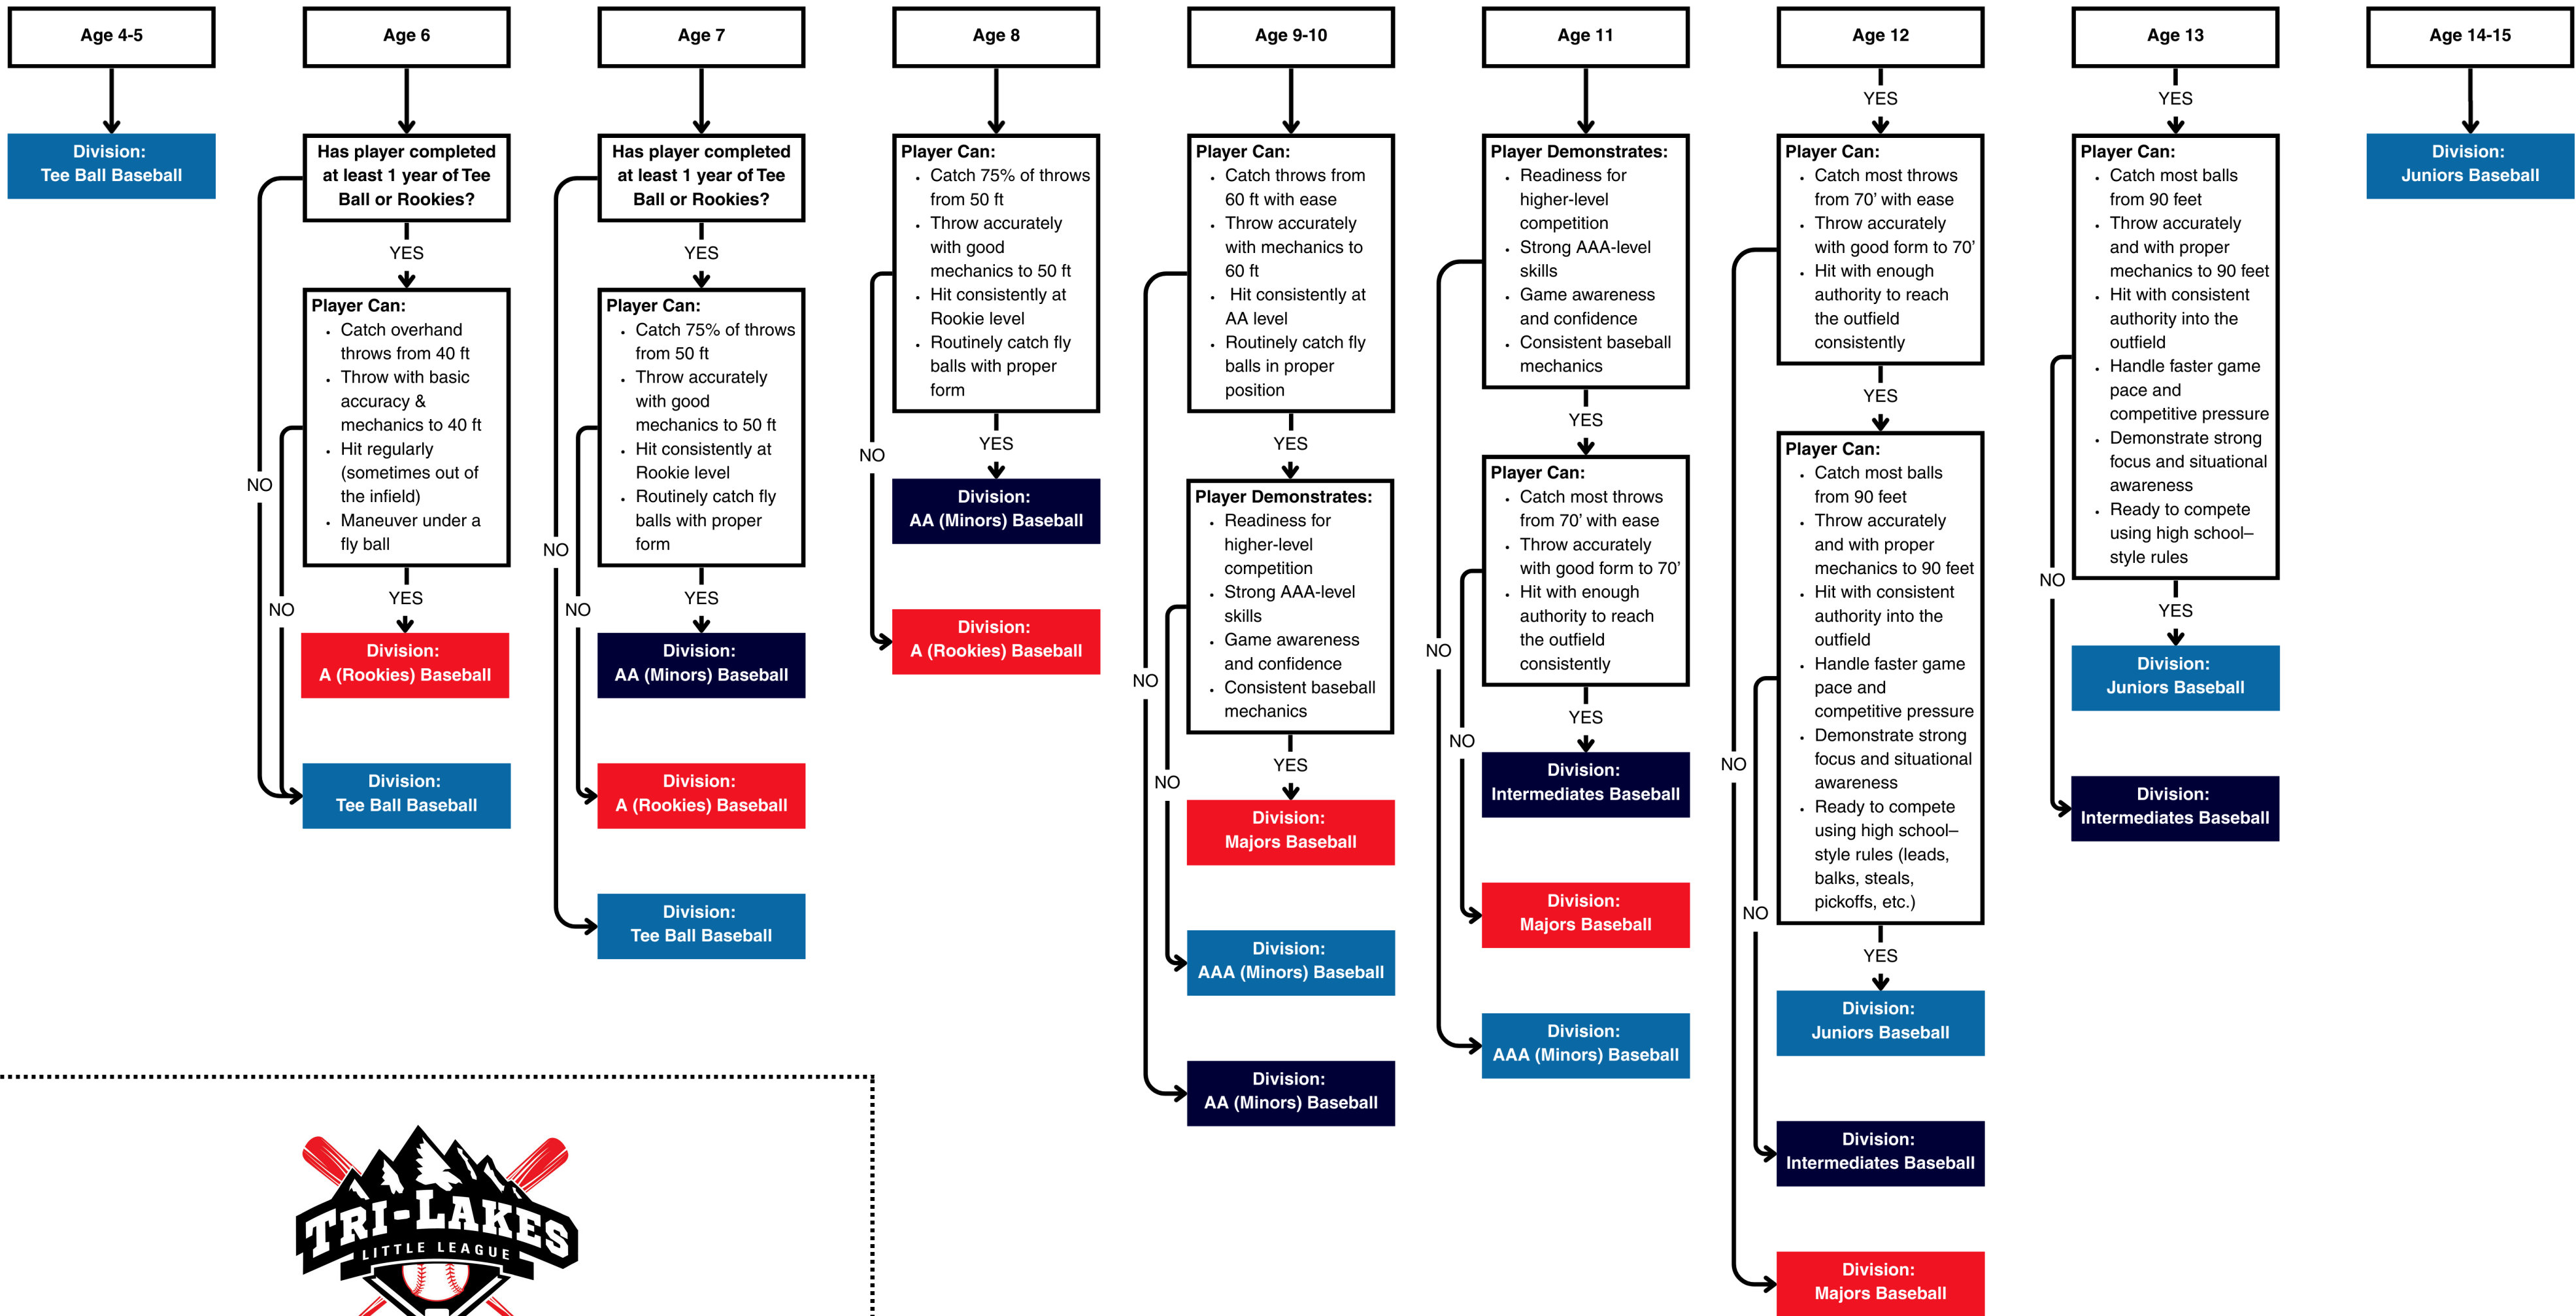 Age 4-5
Division:
Tee Ball Baseball
Age 6
Has player completed
at least 1 year of Tee
Ball or Rookies?
YES
NO
Player Can:
• Catch overhand
throws from 40 ft
• Throw with basic
accuracy &
mechanics to 40 ft
• Hit regularly
(sometimes out of
the infield)
• Maneuver under a
fly ball
NO
YES
Division:
A (Rookies) Baseball
Division:
Tee Ball Baseball
Age 7
Has player completed
at least 1 year of Tee
Ball or Rookies?
YES
NO
Player Can:
• Catch 75% of throws
from 50 ft
• Throw accurately
with good
mechanics to 50 ft
• Hit consistently at
Rookie level
• Routinely catch fly
balls with proper
form
NO
YES
Division:
AA (Minors) Baseball
Division:
A (Rookies) Baseball
Division:
Tee Ball Baseball
Age 8
Player Can:
• Catch 75% of throws
from 50 ft
• Throw accurately
with good
mechanics to 50 ft
• Hit consistently at
Rookie level
• Routinely catch fly
balls with proper
form
YES
NO
Division:
AA (Minors) Baseball
Division:
A (Rookies) Baseball
Age 9-10
Player Can:
• Catch throws from
60 ft with ease
• Throw accurately
with mechanics to
60 ft
• Hit consistently at
AA level
• Routinely catch fly
balls in proper
position
YES
NO
Player Demonstrates:
• Readiness for
higher-level
competition
• Strong AAA-level
skills
• Game awareness
and confidence
• Consistent baseball
mechanics
YES
NO
Division:
Majors Baseball
Division:
AAA (Minors) Baseball
Division:
AA (Minors) Baseball
Age 11
Player Demonstrates:
• Readiness for
higher-level
competition
• Strong AAA-level
skills
• Game awareness
and confidence
• Consistent baseball
mechanics
YES
NO
Player Can:
• Catch most throws
from 70’ with ease
• Throw accurately
with good form to 70’
• Hit with enough
authority to reach
the outfield
consistently
YES
NO
Division:
Intermediates Baseball
Division:
Majors Baseball
Division:
AAA (Minors) Baseball
Age 12
YES
Player Can:
• Catch most throws
from 70’ with ease
• Throw accurately
with good form to 70’
• Hit with enough
authority to reach
the outfield
consistently
YES
NO
Player Can:
• Catch most balls
from 90 feet
• Throw accurately
and with proper
mechanics to 90 feet
• Hit with consistent
authority into the
outfield
• Handle faster game
pace and
competitive pressure
• Demonstrate strong
focus and situational
awareness
• Ready to compete
using high school–
style rules (leads,
balks, steals,
pickoffs, etc.)
NO
YES
Division:
Juniors Baseball
Division:
Intermediates Baseball
Division:
Majors Baseball
Age 13
YES
Player Can:
• Catch most balls
from 90 feet
• Throw accurately
and with proper
mechanics to 90 feet
• Hit with consistent
authority into the
outfield
• Handle faster game
pace and
competitive pressure
• Demonstrate strong
focus and situational
awareness
• Ready to compete
using high school–
style rules
NO
YES
Division:
Juniors Baseball
Division:
Intermediates Baseball
Age 14-15
Division:
Juniors Baseball
TRI-LAKES
LITTLE LEAGUE